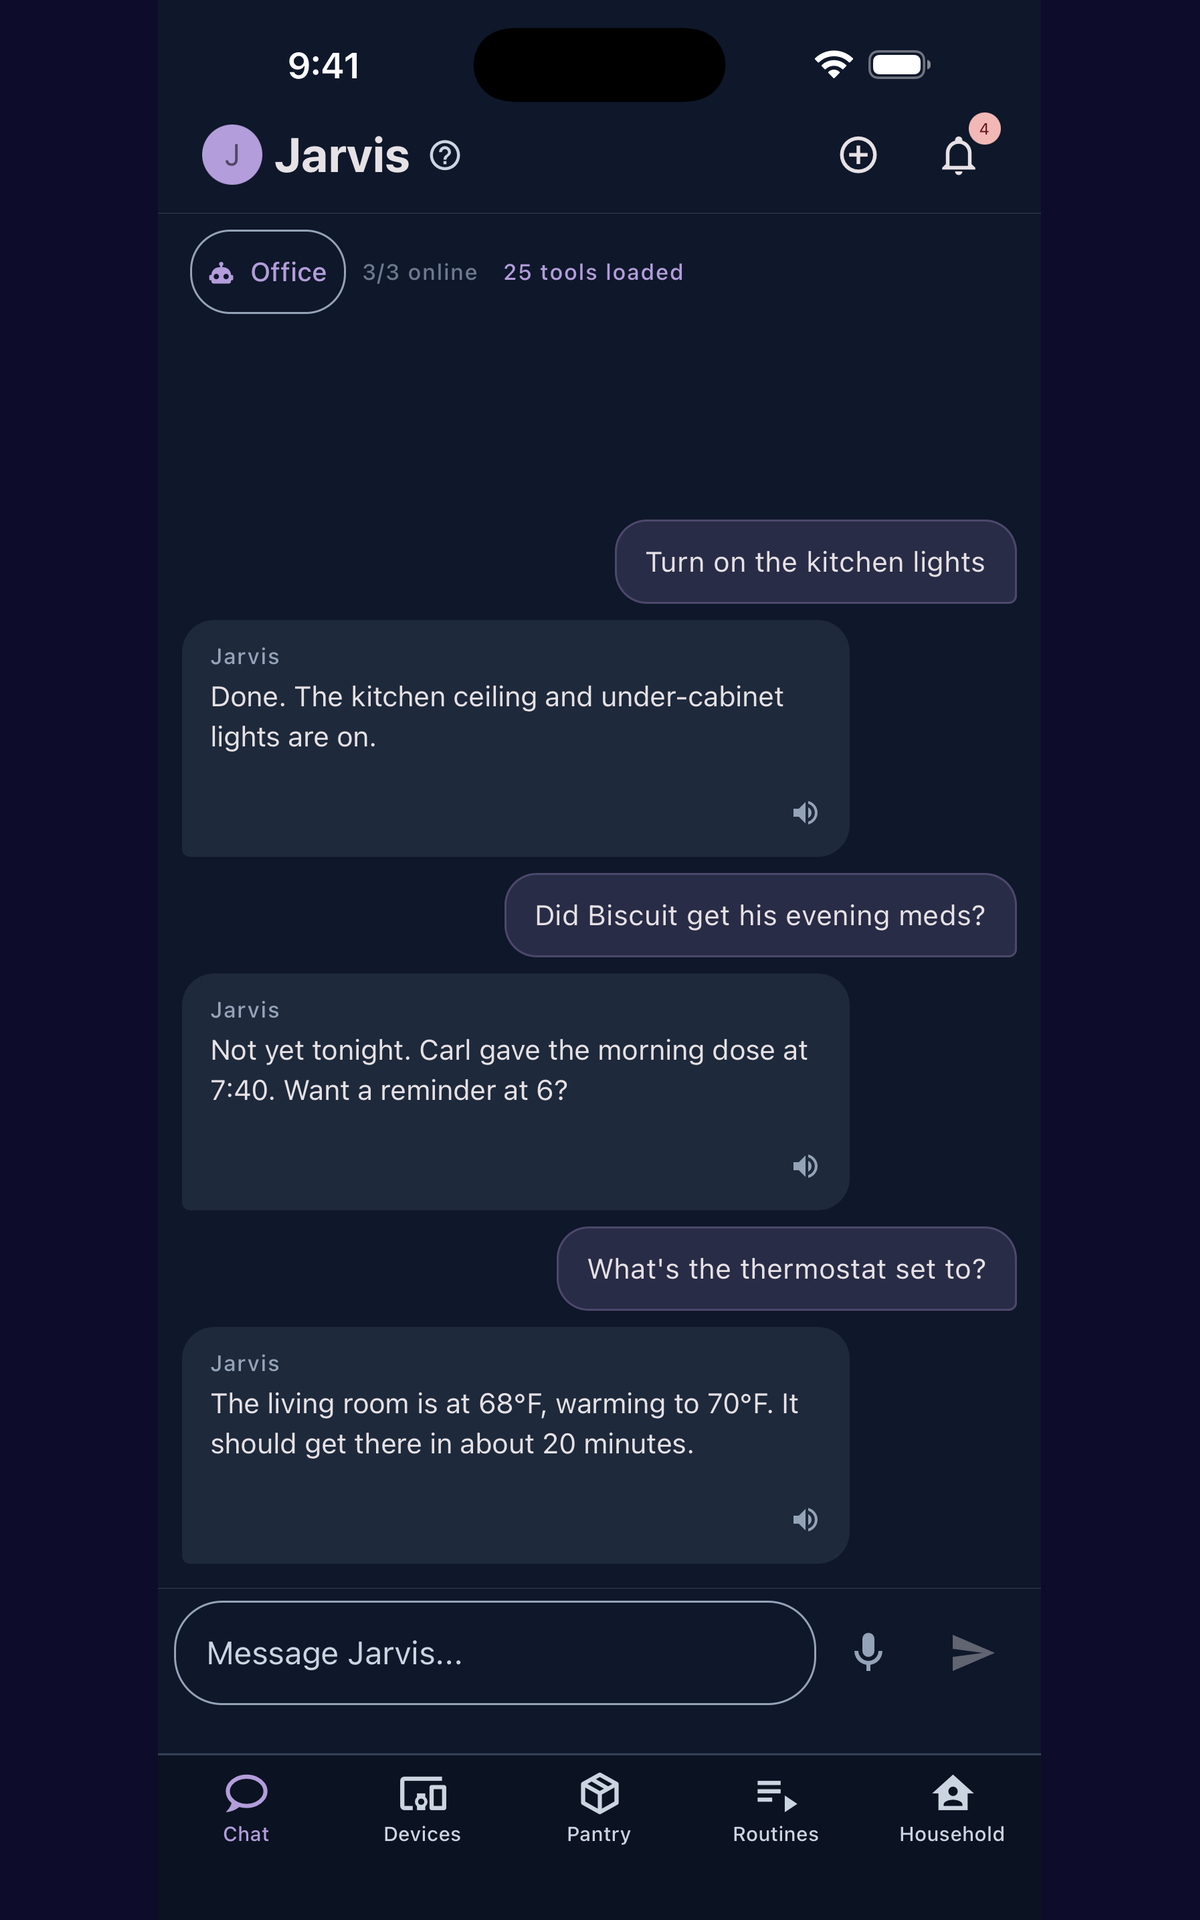 9:41
4
J Jarvis
Office 3/3 online 25 tools loaded
Turn on the kitchen lights
Jarvis
Done. The kitchen ceiling and under-cabinet
lights are on.
Did Biscuit get his evening meds?
Jarvis
Not yet tonight. Carl gave the morning dose at
7:40. Want a reminder at 6?
What's the thermostat set to?
Jarvis
The living room is at 68°F, warming to 70°F. It
should get there in about 20 minutes.
Message Jarvis...
Chat Devices Pantry Routines Household